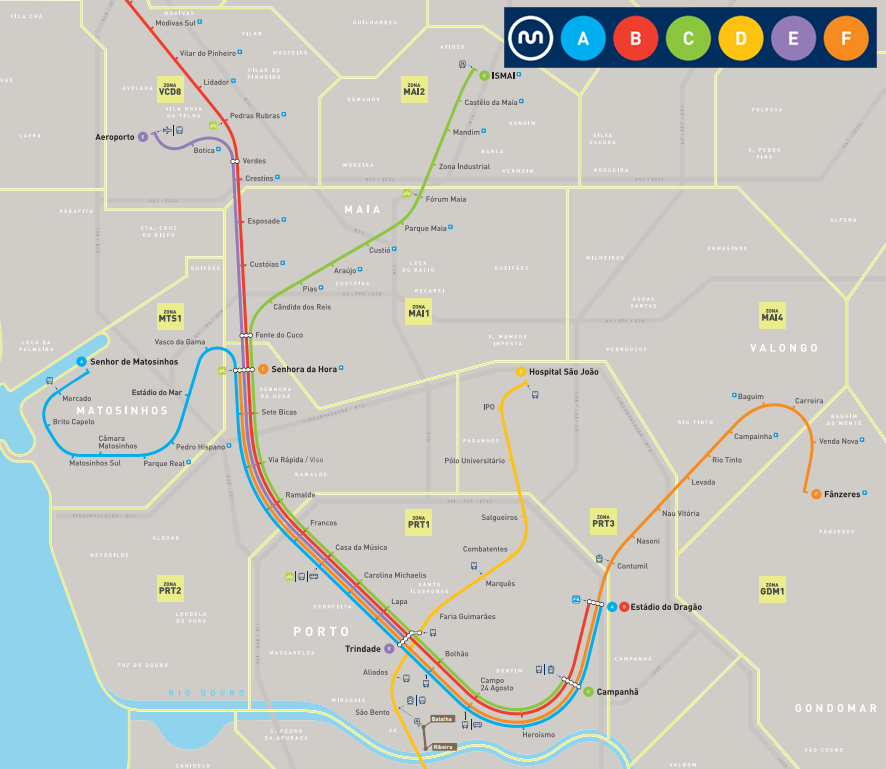 VILA CHÃ
MODIVAS
Modivas Sul
VILAR
GUILHABREU
MOSTEIRO
Vilar do Pinheiro
VILAR DE
PINHEIRO
Lidador
AVELEDA
ZONA
VCD8
VILA NOVA
DA TELHA
LAVRA
Pedras Rubras
Aeroporto
E
Botica
Verdes
Crestins
A
B
C
D
E
F
C
ISMAI
ZONA
MAI2
GEMUNDE
Castêlo da Maia
GONDIM
Mandim
BARCA
Zona Industrial
VERMOIM
MOREIRA
SILVA
ESCURA
NOGUEIRA
FOLGOSA
S. PEDRO
FINS
Fórum Maia
MAIA
PERAFITA
STA. CRUZ
DO BISPO
Esposade
Parque Maia
Custió
Custóias
GUIFÕES
Araújo
CUSTÓIAS
Pias
LEÇA
DO BALIO
GUEIFÃES
MILHEIRÓS
ERMESINDE
ALFENA
ÁGUAS
SANTAS
Cândido dos Reis
ZONA
MTS1
ZONA
MAI1
ZONA
MAI4
VALONGO
LEÇA DA
PALMEIRA
Vasco da Gama
Fonte do Cuco
S. MAMEDE
INFESTA
PEDROUÇOS
A
Senhor de Matosinhos
F
Senhora da Hora
SENHORA
DA HORA
D
Hospital São João
Mercado
Estádio do Mar
MATOSINHOS
Brito Capelo
Câmara
Matosinhos
Matosinhos Sul
Parque Real
Pedro Hispano
Sete Bicas
Via Rápida / Viso
RAMALDE
IPO
PARANHOS
Pólo Universitário
RIO TINTO
Baguim
Carreira
BAGUIM
DO MONTE
Campainha
Venda Nova
Rio Tinto
Levada
F
Fânzeres
Nau Vitória
FÂNZERES
Ramalde
Francos
ZONA
PRT1
Salgueiros
ZONA
PRT3
Nasoni
Contumil
ALDOAR
NEVOGILDE
Casa da Música
Combatentes
Carolina Michaelis
SANTO
ILDEFONSO
Marquês
ZONA
PRT2
ZONA
GDM1
LORDELO
DO OURO
CEDOFEITA
Lapa
Faria Guimarães
A
B
Estádio do Dragão
PORTO
MASSARELOS
Trindade
E
Bolhão
BONFIM
CAMPANHÃ
FOZ DO DOURO
Aliados
Campo
24 Agosto
C
Campanhã
RIO DOURO
MIRAGAIA
São Bento
SÉ
Batalha
Ribeira
Heroísmo
GONDOMAR
S. PEDRO
DA AFURADA
CANIDELO
VALBOM
SÃO COSME